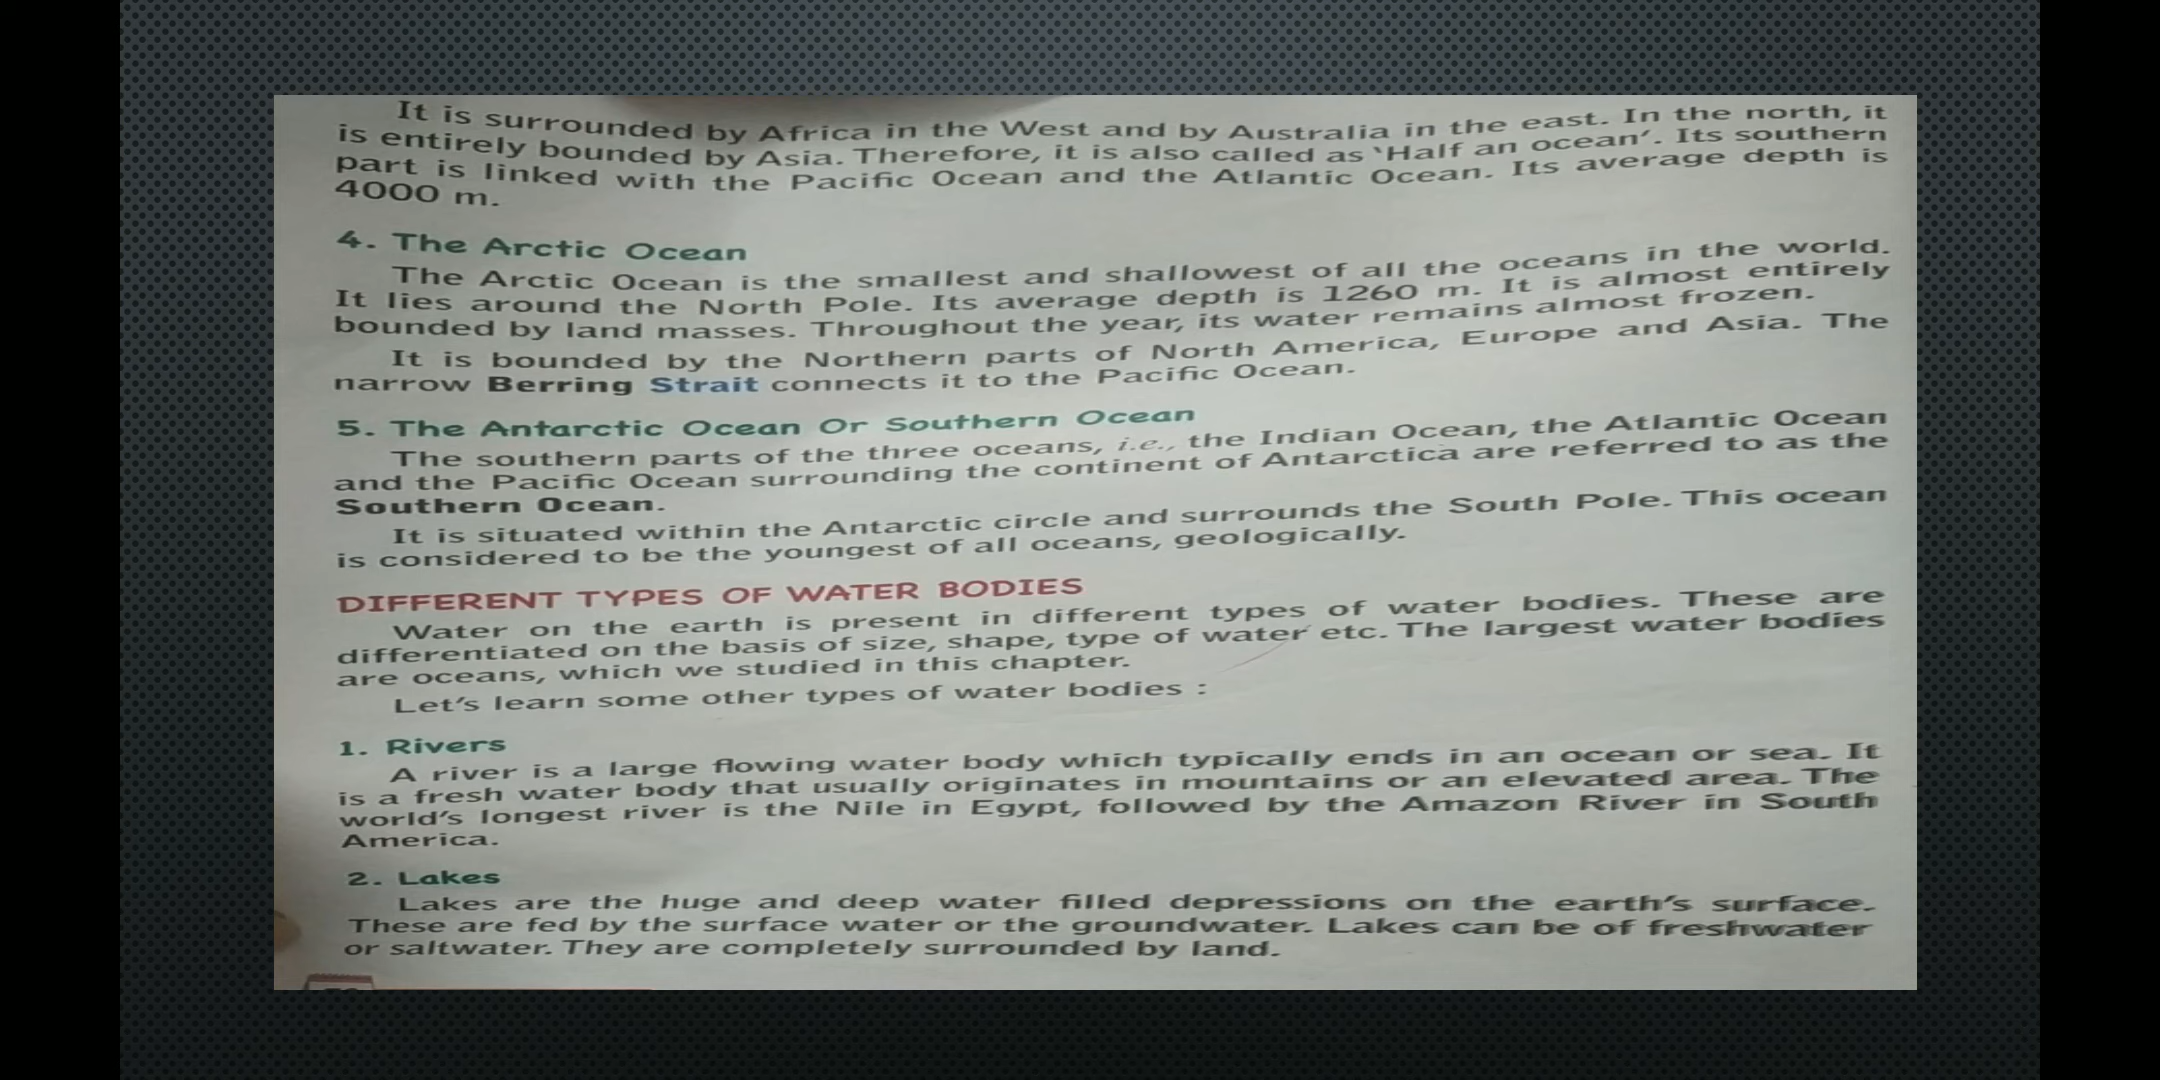 It is surrounded by Africa in the West and by Australia in the east. In the north, it
is entirely bounded by Asia. Therefore, it is also called as ‘Half an ocean’. Its southern
part is linked with the Pacific Ocean and the Atlantic Ocean. Its average depth is
4000 m.
4. The Arctic Ocean
The Arctic Ocean is the smallest and shallowest of all the oceans in the world.
It lies around the North Pole. Its average depth is 1260 m. It is almost entirely
bounded by land masses. Throughout the year, its water remains almost frozen.
It is bounded by the Northern parts of North America, Europe and Asia. The
narrow Berring Strait connects it to the Pacific Ocean.
5. The Antarctic Ocean Or Southern Ocean
The southern parts of the three oceans, i.e., the Indian Ocean, the Atlantic Ocean
and the Pacific Ocean surrounding the continent of Antarctica are referred to as the
Southern Ocean.
It is situated within the Antarctic circle and surrounds the South Pole. This ocean
is considered to be the youngest of all oceans, geologically.
DIFFERENT TYPES OF WATER BODIES
Water on the earth is present in different types of water bodies. These are
differentiated on the basis of size, shape, type of water etc. The largest water bodies
are oceans, which we studied in this chapter.
Let’s learn some other types of water bodies :
1. Rivers
A river is a large flowing water body which typically ends in an ocean or sea. It
is a fresh water body that usually originates in mountains or an elevated area. The
world’s longest river is the Nile in Egypt, followed by the Amazon River in South
America.
2. Lakes
Lakes are the huge and deep water filled depressions on the earth’s surface.
These are fed by the surface water or the groundwater. Lakes can be of freshwater
or saltwater. They are completely surrounded by land.